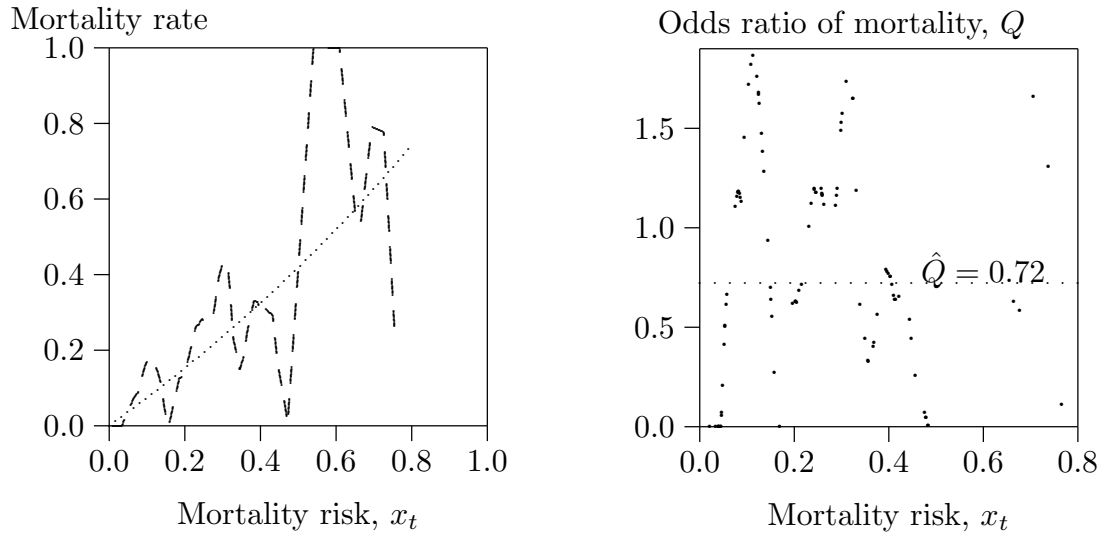 Mortality rate
1.0
0.8
0.6
0.4
0.2
0.0
0.0 0.2 0.4 0.6 0.8 1.0
Mortality risk, x_t
Odds ratio of mortality, Q
1.5
1.0
Q̂ = 0.72
0.5
0.0
0.0 0.2 0.4 0.6 0.8
Mortality risk, x_t